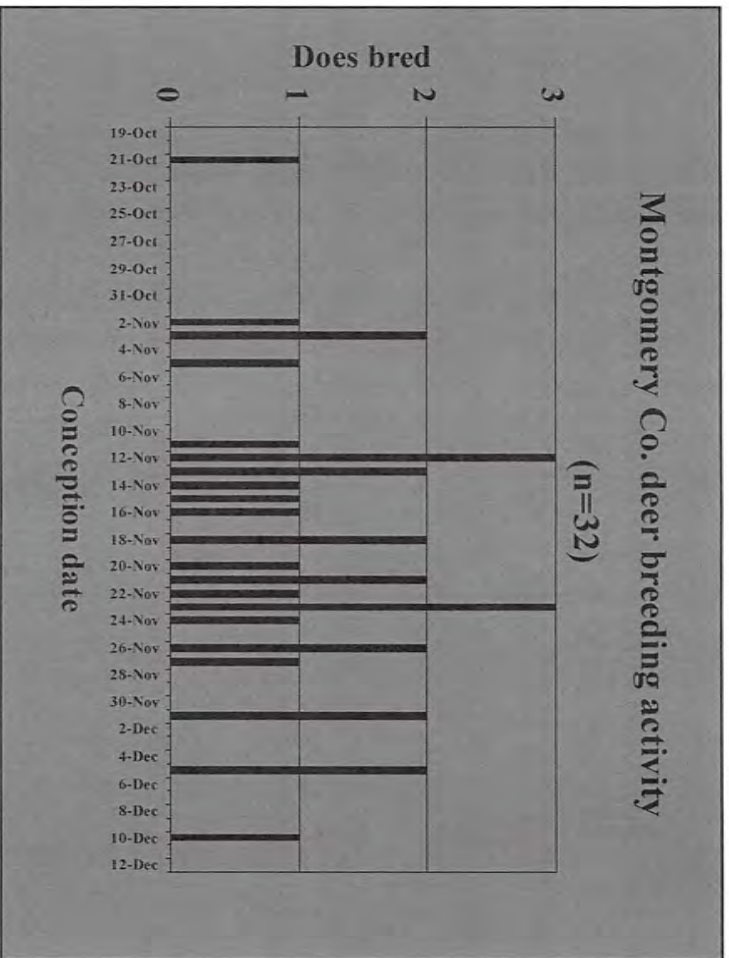 Montgomery Co. deer breeding activity
(n=32)
Does bred
3
2
1
0
19-Oct
21-Oct
23-Oct
25-Oct
27-Oct
29-Oct
31-Oct
2-Nov
4-Nov
6-Nov
8-Nov
10-Nov
12-Nov
14-Nov
16-Nov
18-Nov
20-Nov
22-Nov
24-Nov
26-Nov
28-Nov
30-Nov
2-Dec
4-Dec
6-Dec
8-Dec
10-Dec
12-Dec
Conception date